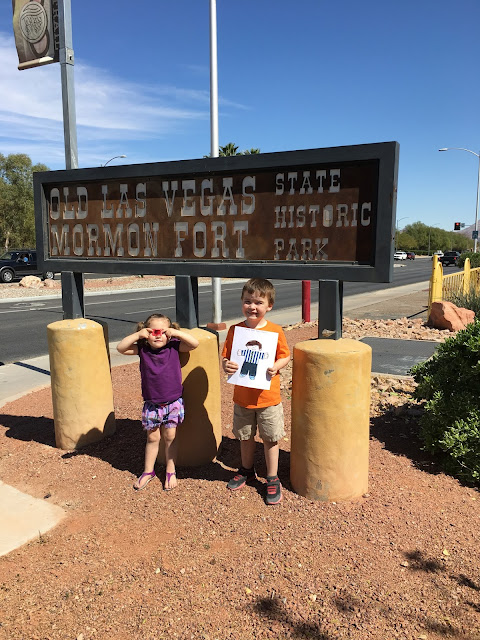 OLD LAS VEGAS
MORMON FORT
STATE
HISTORIC
PARK